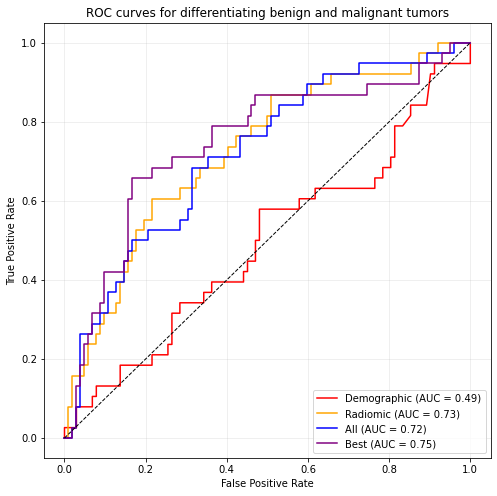 ROC curves for differentiating benign and malignant tumors
True Positive Rate
1.0
0.8
0.6
0.4
0.2
0.0
Demographic (AUC = 0.49)
Radiomic (AUC = 0.73)
All (AUC = 0.72)
Best (AUC = 0.75)
0.0 0.2 0.4 0.6 0.8 1.0
False Positive Rate